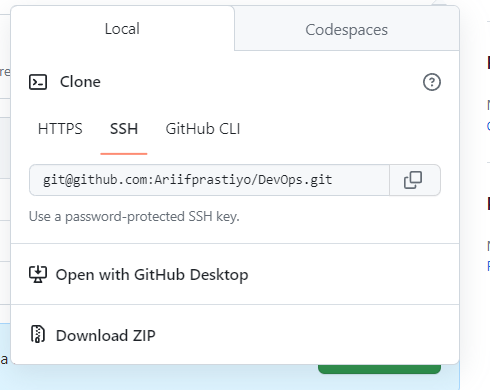 Local
Codespaces
Clone
HTTPS
SSH
GitHub CLI
git@github.com:Ariifprastiyo/DevOps.git
Use a password-protected SSH key.
Open with GitHub Desktop
Download ZIP